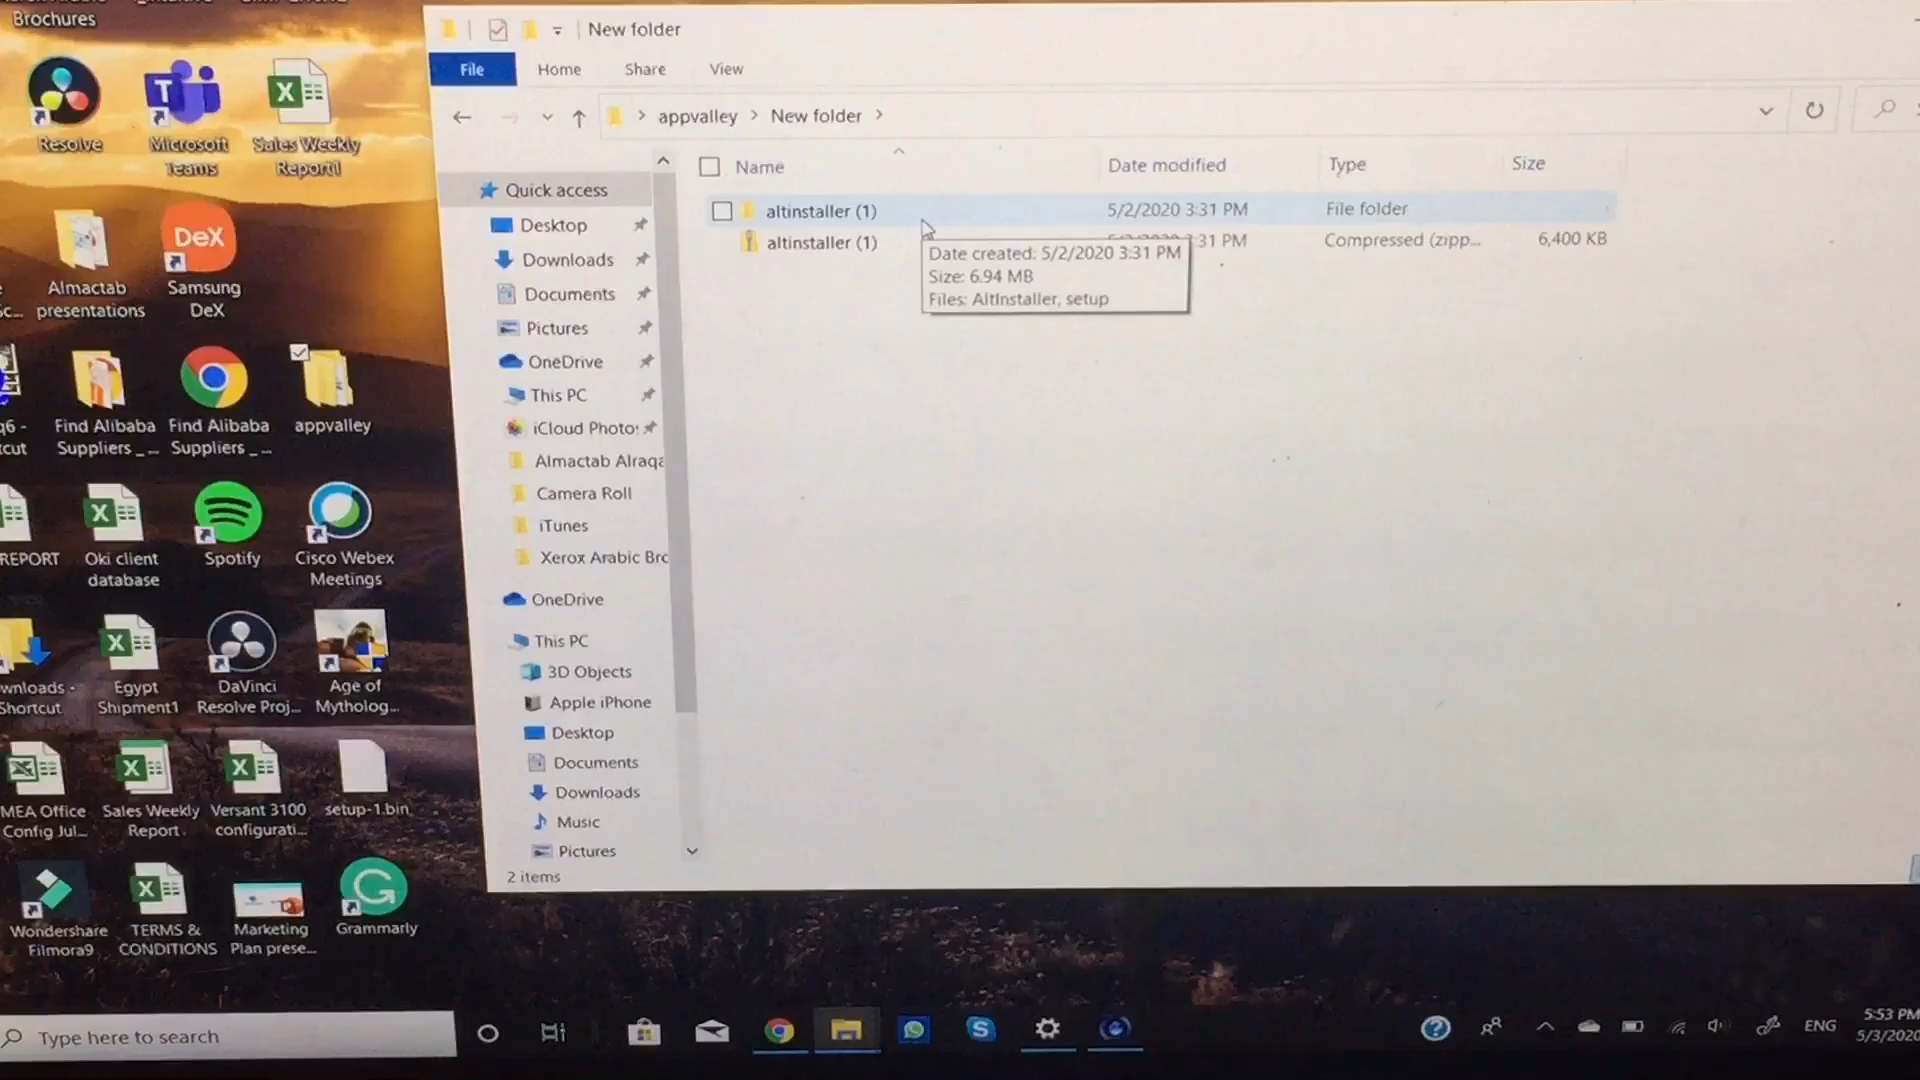 Brochures
Resolve
Microsoft
Teams
Sales Weekly
Report1
Almactab
presentations
DeX
Samsung
DeX
Find Alibaba
Suppliers _ ...
Find Alibaba
Suppliers _ ...
appvalley
REPORT
Oki client
database
Spotify
Cisco Webex
Meetings
wnloads -
Shortcut
Egypt
Shipment1
DaVinci
Resolve Proj...
Age of
Mytholog...
MEA Office
Config Jul...
Sales Weekly
Report
Versant 3100
configurati...
setup-1.bin
Wondershare
Filmora9
TERMS &
CONDITIONS
Marketing
Plan prese...
Grammarly
New folder
File Home Share View
appvalley > New folder >
Name Date modified Type Size
altinstaller (1) 5/2/2020 3:31 PM File folder
altinstaller (1) 31 PM Compressed (zipp... 6,400 KB
Date created: 5/2/2020 3:31 PM
Size: 6.94 MB
Files: AltInstaller, setup
Quick access
Desktop
Downloads
Documents
Pictures
OneDrive
This PC
iCloud Photo
Almactab Alraqa
Camera Roll
iTunes
Xerox Arabic Bro
OneDrive
This PC
3D Objects
Apple iPhone
Desktop
Documents
Downloads
Music
Pictures
2 items
Type here to search
ENG
5:53 PM
5/3/2020